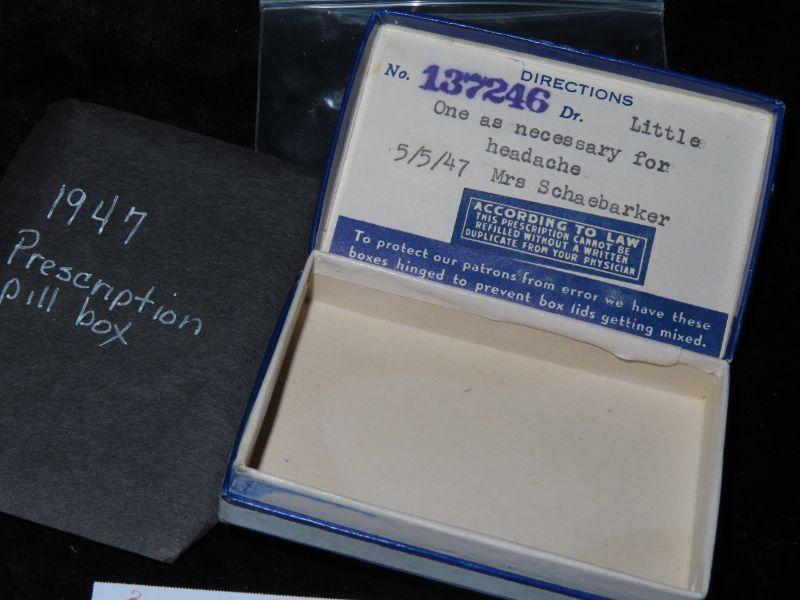 1947
Prescription
pill box
DIRECTIONS
No. 137246 Dr. Little
One as necessary for
headache
5/5/47 Mrs Schaebarker
ACCORDING TO LAW
THIS PRESCRIPTION CANNOT BE
REFILLED WITHOUT A WRITTEN
DUPLICATE FROM YOUR PHYSICIAN
To protect our patrons from error we have these
boxes hinged to prevent box lids getting mixed.